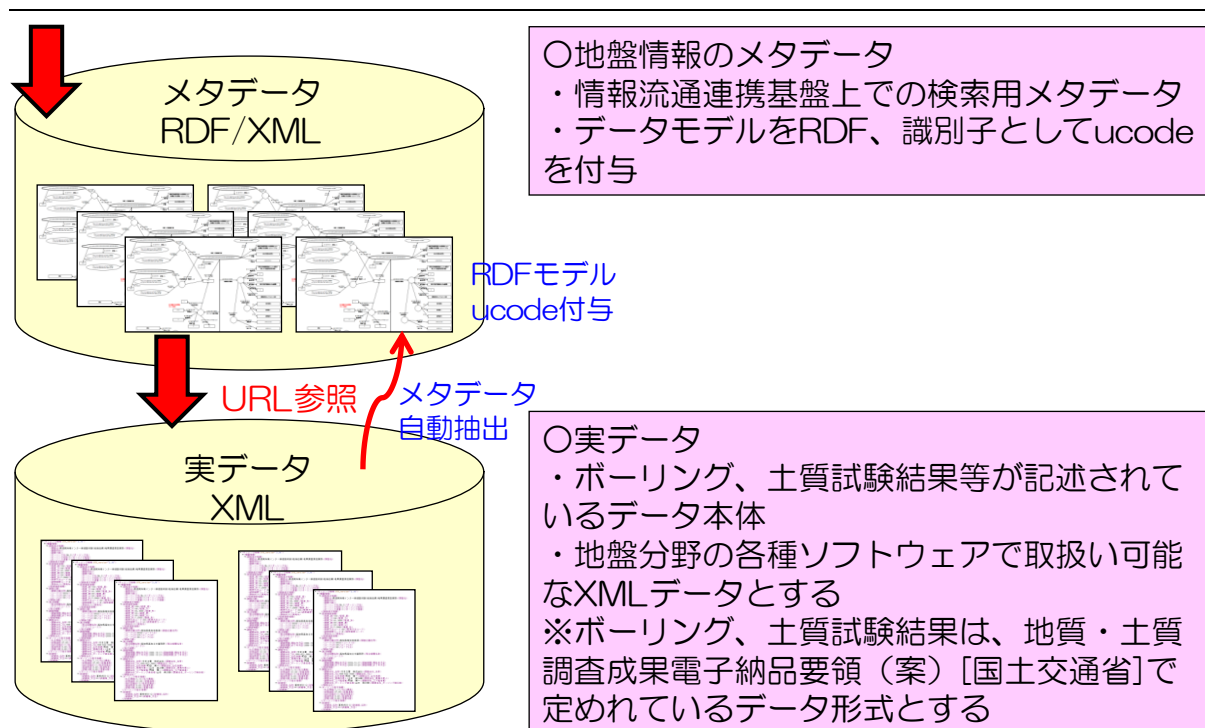 メタデータ
RDF/XML
RDFモデル
ucode付与
URL参照
メタデータ
自動抽出
実データ
XML
〇地盤情報のメタデータ
・情報流通連携基盤上での検索用メタデータ
・データモデルをRDF、識別子としてucode
を付与
〇実データ
・ボーリング、土質試験結果等が記述されて
いるデータ本体
・地盤分野の各種ソフトウェアで取扱い可能
なXMLデータとする
※ボーリング、土質試験結果は、地質・土質
調査成果電子納品要領（案）[国土交通省]で
定めれているデータ形式とする